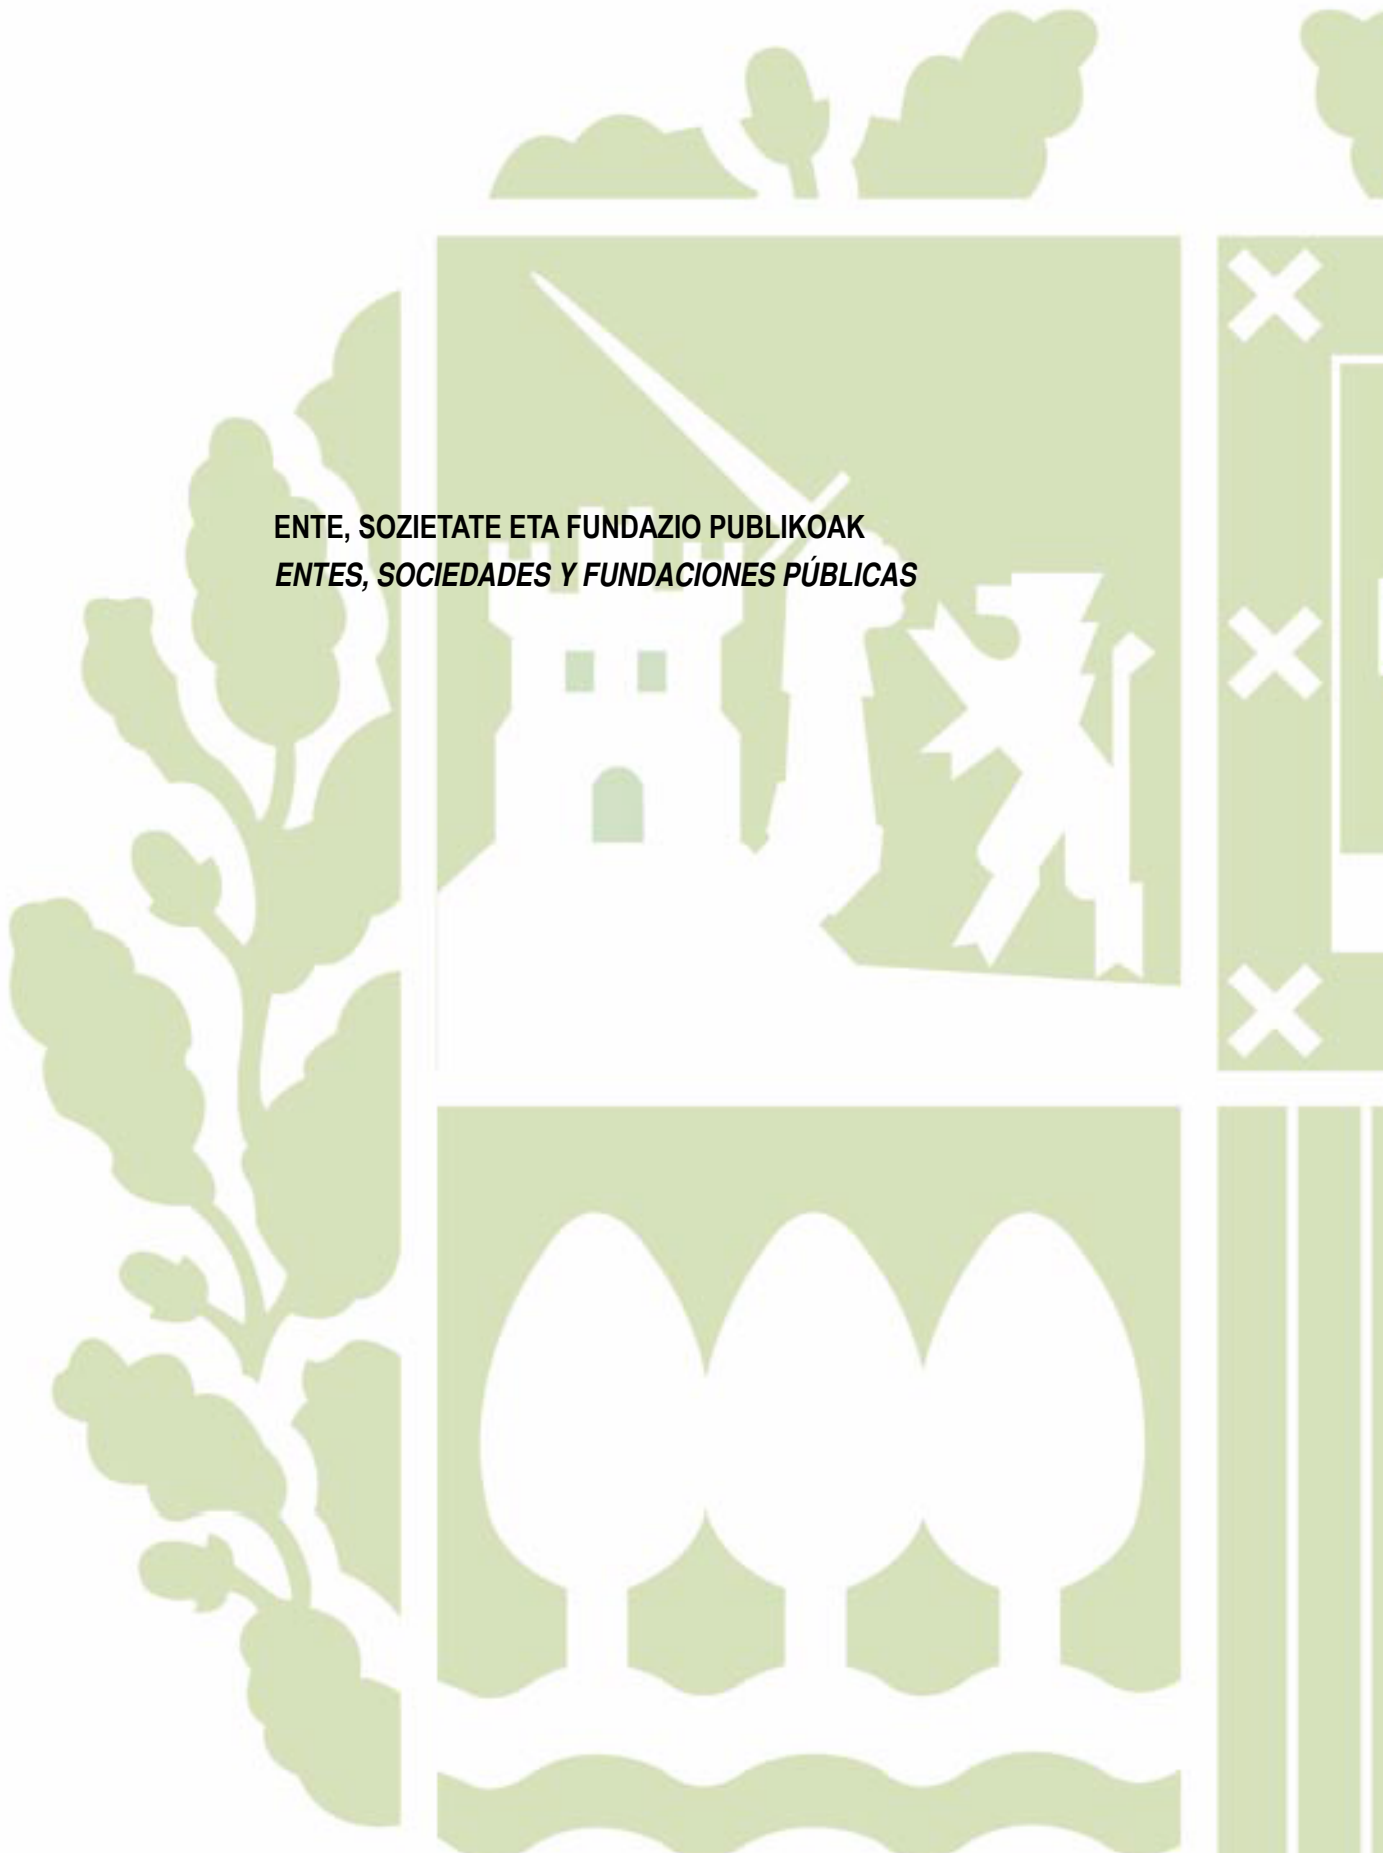 ENTE, SOZIETATE ETA FUNDAZIO PUBLIKOAK
ENTES, SOCIEDADES Y FUNDACIONES PÚBLICAS